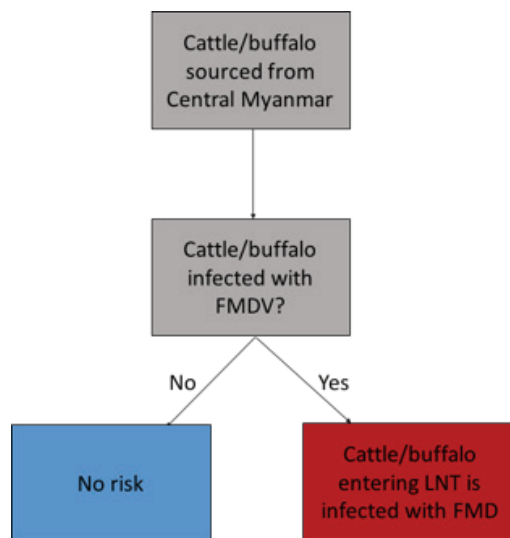 Cattle/buffalo
sourced from
Central Myanmar
Cattle/buffalo
infected with
FMDV?
No
Yes
No risk
Cattle/buffalo
entering LNT is
infected with FMD